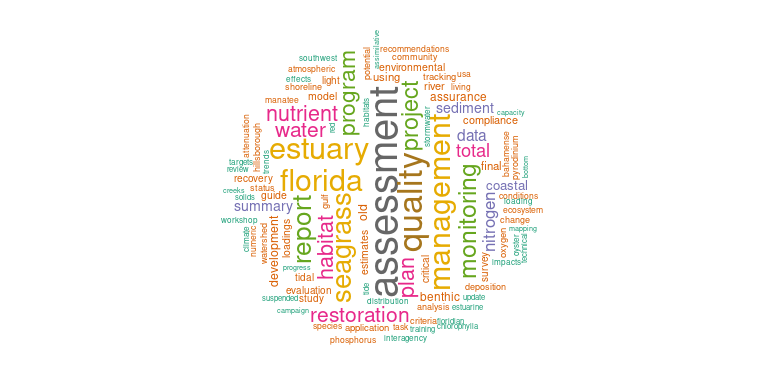 assimilative
recommendations
southwest
community
potential
program
atmospheric
environmental
effects
light
using
tracking
usa
shoreline
river
living
model
assessment
project
assurance
manatee
habitats
sediment
capacity
nutrient
stormwater
compliance
attenuation
water
red
management
data
hillsborough
estuary
quality
total
bahamense
pyrodinium
trends
bottom
targets
review
final
recovery
florida
monitoring
status
coastal
creeks
guide
nitrogen
conditions
solids
loading
summary
report
habitat
gulf
seagrass
old
ecosystem
workshop
change
mapping
climate
numeric
watershed
development
loadings
estimates
plan
critical
survey
oxygen
oyster
technical
impacts
progress
tidal
deposition
evaluation
tide
benthic
update
suspended
study
distribution
analysis
estuarine
campaign
restoration
criteria
floridian
species
application
task
training
chlorophylla
phosphorus
interagency